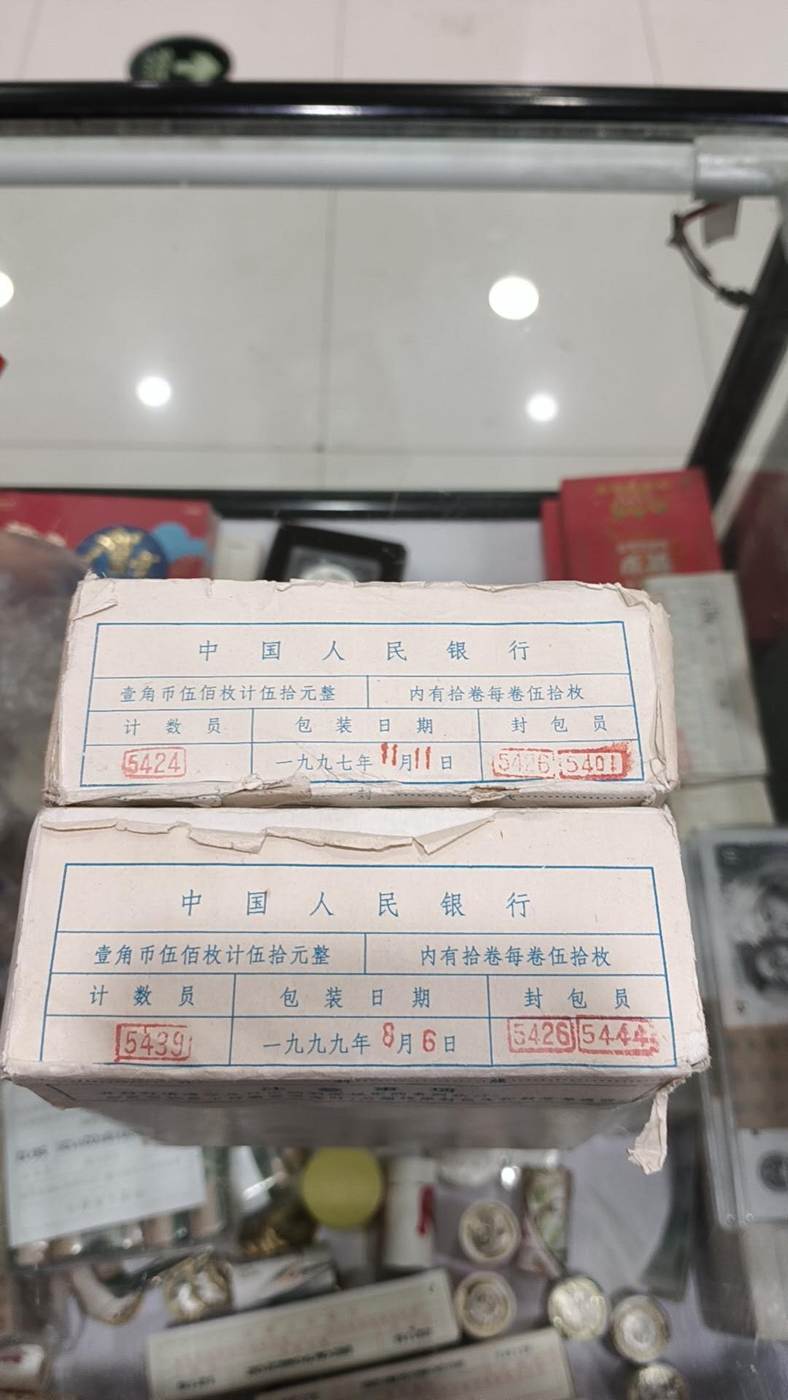 中国人民银行
壹角币伍佰枚计伍拾元整 内有拾卷每卷伍拾枚
计数员 包装日期 封包员
5424 一九九七年11月11日 5426 5401
封
中国人民银行
壹角币伍佰枚计伍拾元整 内有拾卷每卷伍拾枚
计数员 包装日期 封包员
5439 一九九九年8月6日 5426 5444